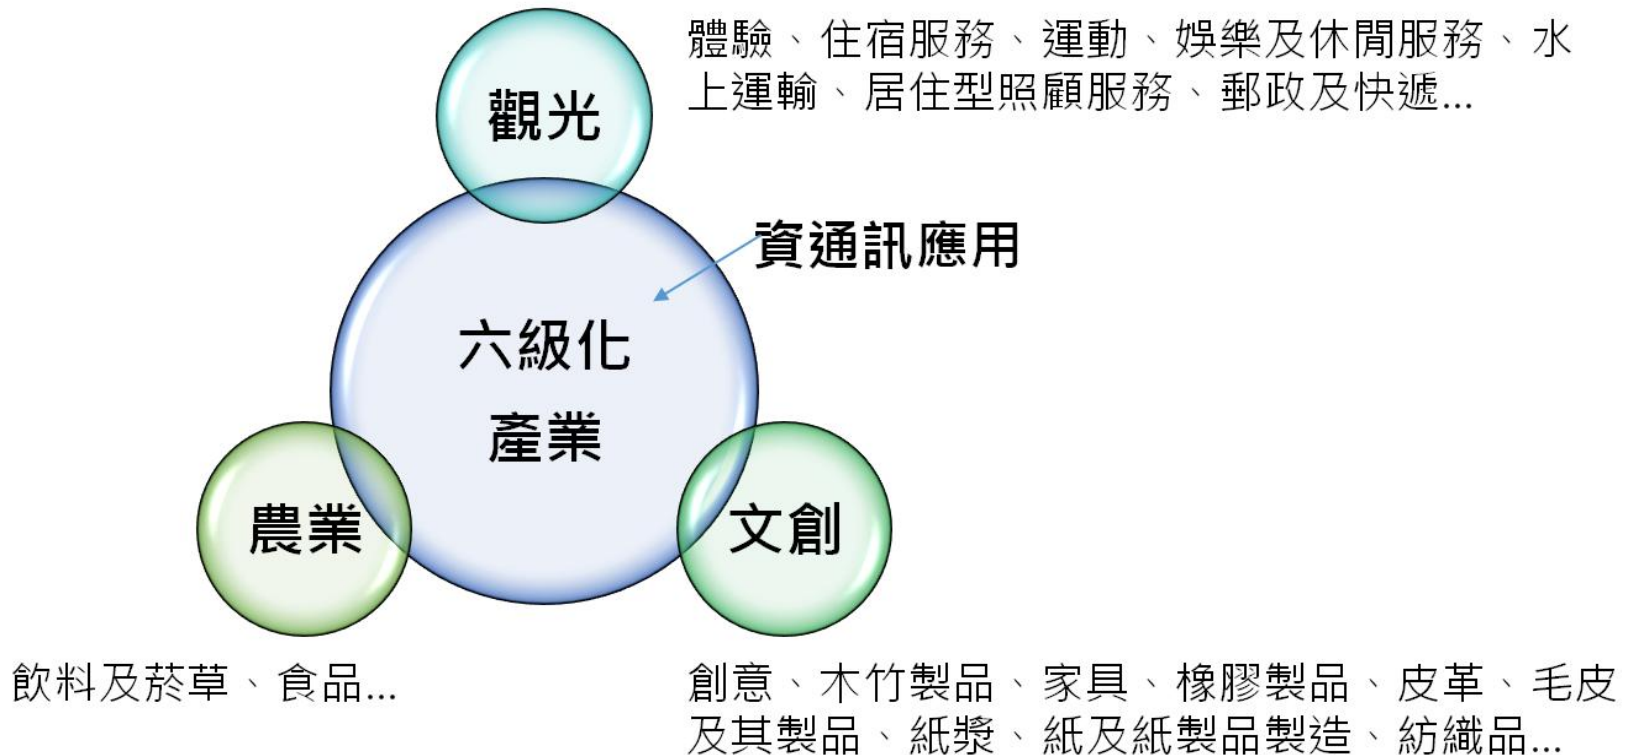 體驗、住宿服務、運動、娛樂及休閒服務、水
上運輸、居住型照顧服務、郵政及快遞...
觀光
資通訊應用
六級化
產業
農業
文創
飲料及菸草、食品...
創意、木竹製品、家具、橡膠製品、皮革、毛皮
及其製品、紙漿、紙及紙製品製造、紡織品...